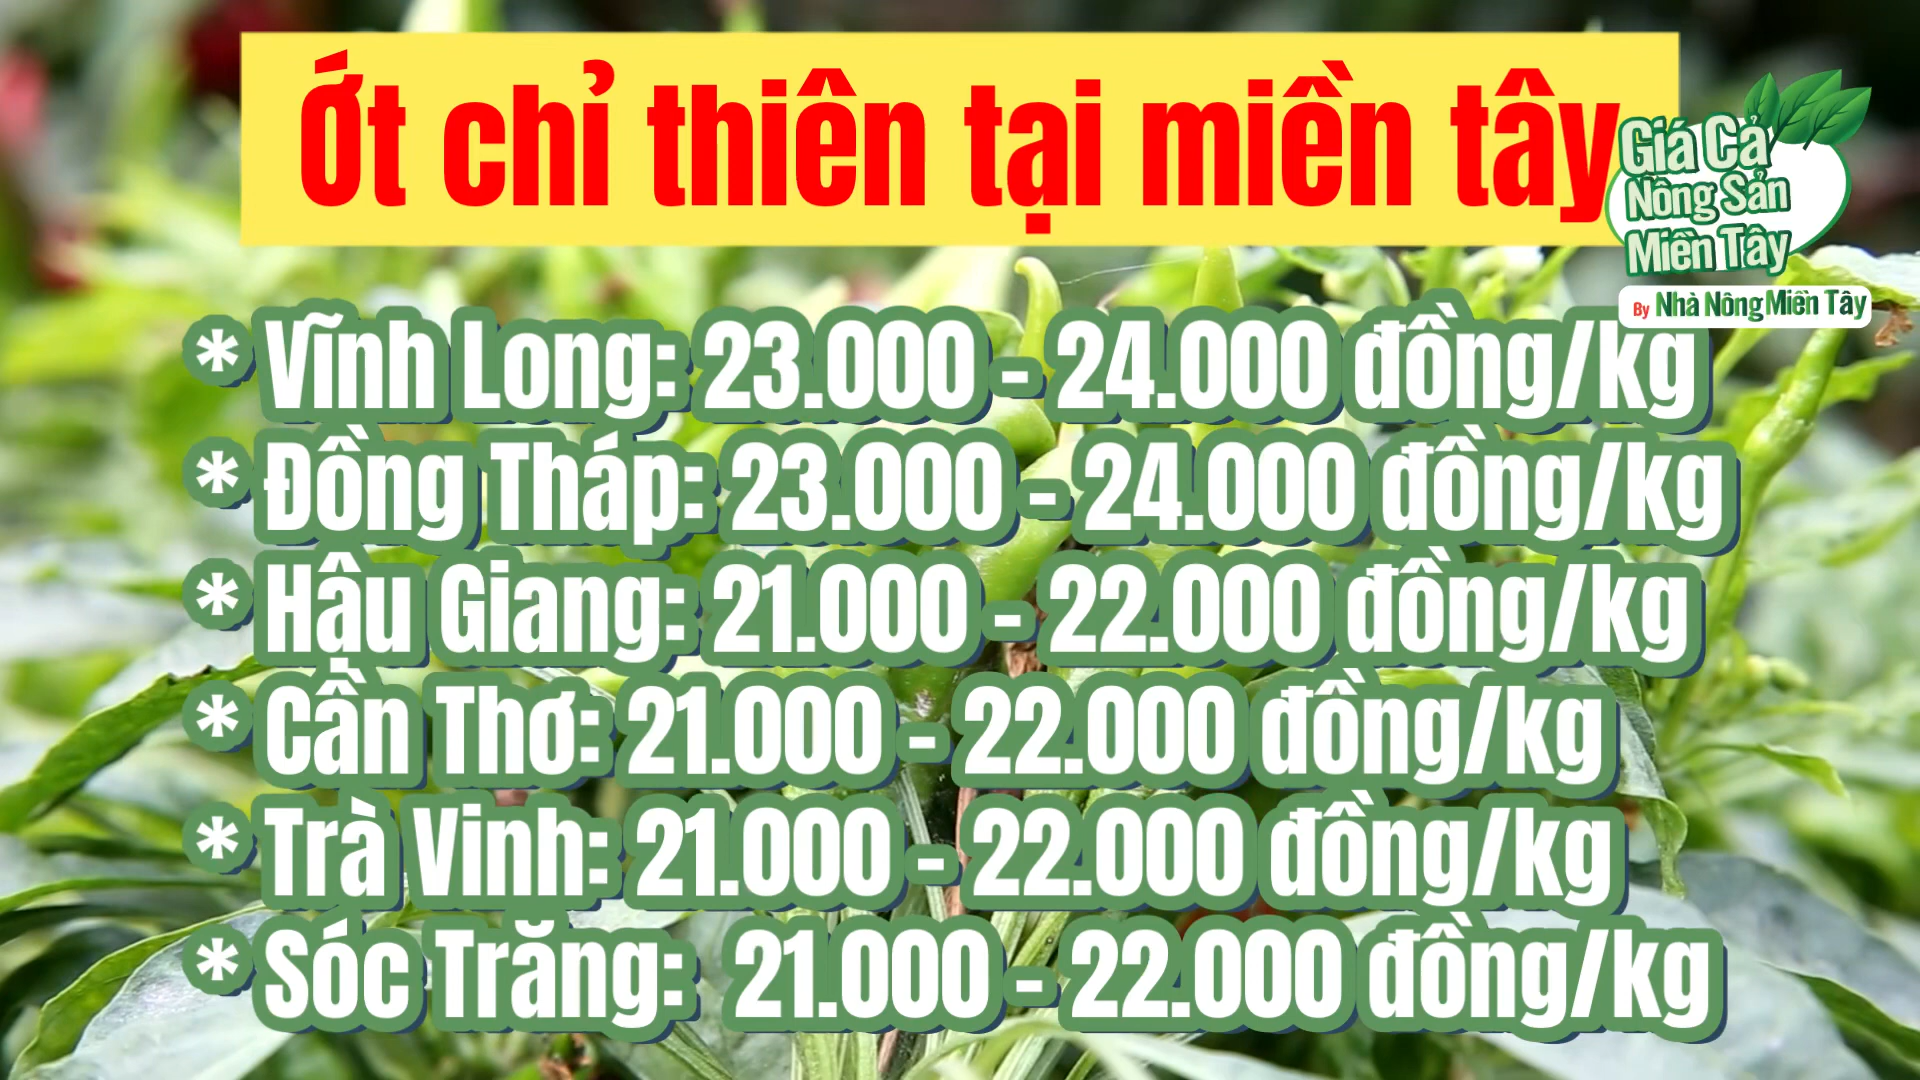 Ớt chỉ thiên tại miền tây
Giá Cả
Nông Sản
Miền Tây
By Nhà Nông Miền Tây
* Vĩnh Long: 23.000 - 24.000 đồng/kg
* Đồng Tháp: 23.000 - 24.000 đồng/kg
* Hậu Giang: 21.000 - 22.000 đồng/kg
* Cần Thơ: 21.000 - 22.000 đồng/kg
* Trà Vinh: 21.000 - 22.000 đồng/kg
* Sóc Trăng: 21.000 - 22.000 đồng/kg